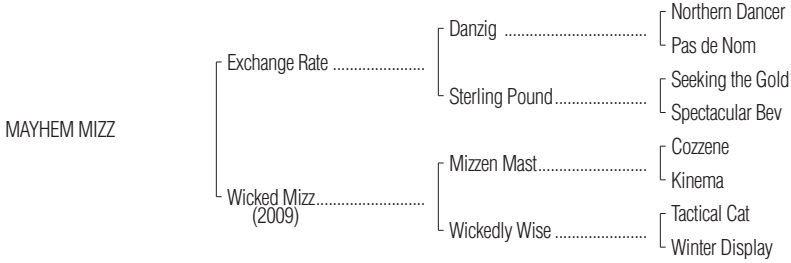 Northern Dancer
Danzig ................................
Pas de Nom
Exchange Rate .....................
Seeking the Gold
Sterling Pound.....................
Spectacular Bev
MAYHEM MIZZ
Cozzene
Mizzen Mast........................
Kinema
Wicked Mizz........................
(2009)
Tactical Cat
Wickedly Wise .....................
Winter Display